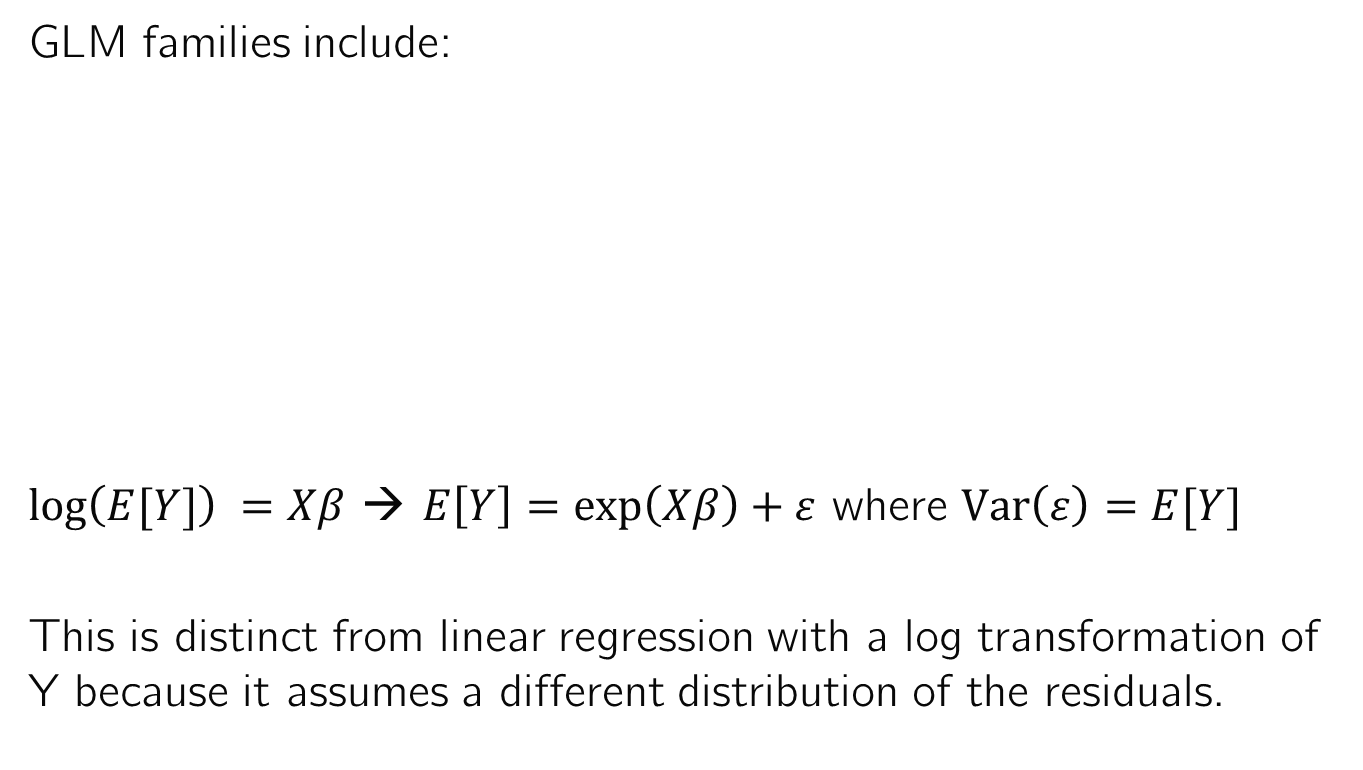 GLM families include:
log(E[Y]) = Xβ → E[Y] = exp(Xβ) + ε where Var(ε) = E[Y]
This is distinct from linear regression with a log transformation of
Y because it assumes a different distribution of the residuals.